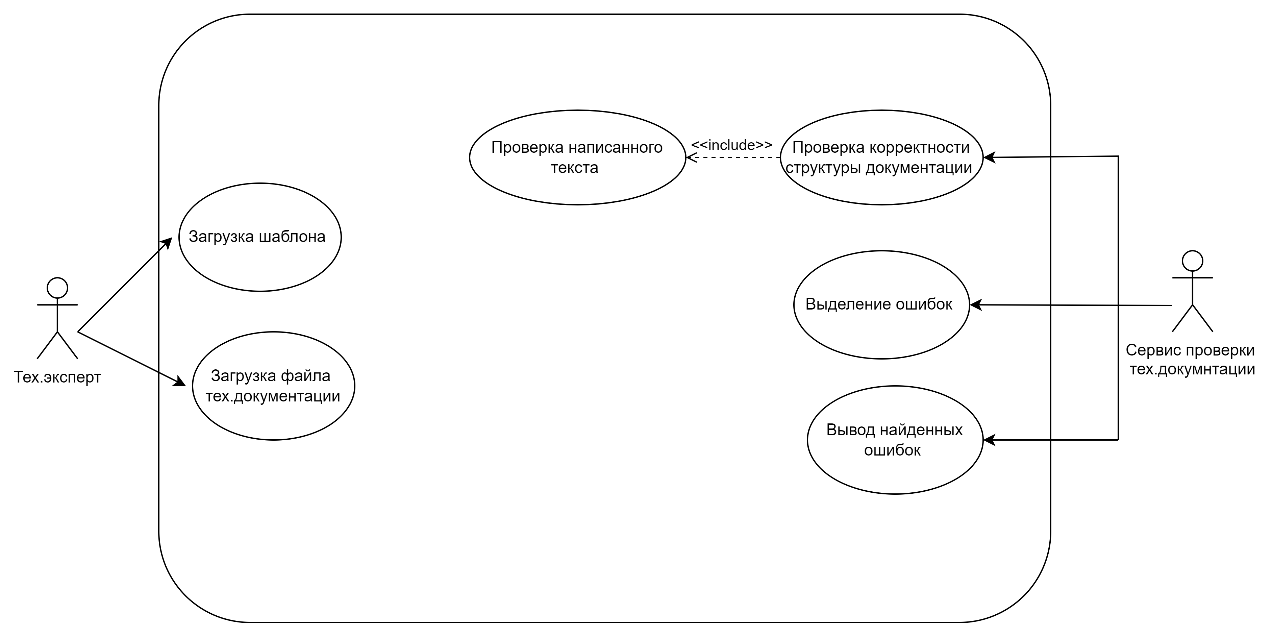 Проверка написанного
текста
<<include>>
Проверка корректности
структуры документации
Загрузка шаблона
Выделение ошибок
Тех.эксперт
Загрузка файла
тех.документации
Сервис проверки
тех.докумнтации
Вывод найденных
ошибок